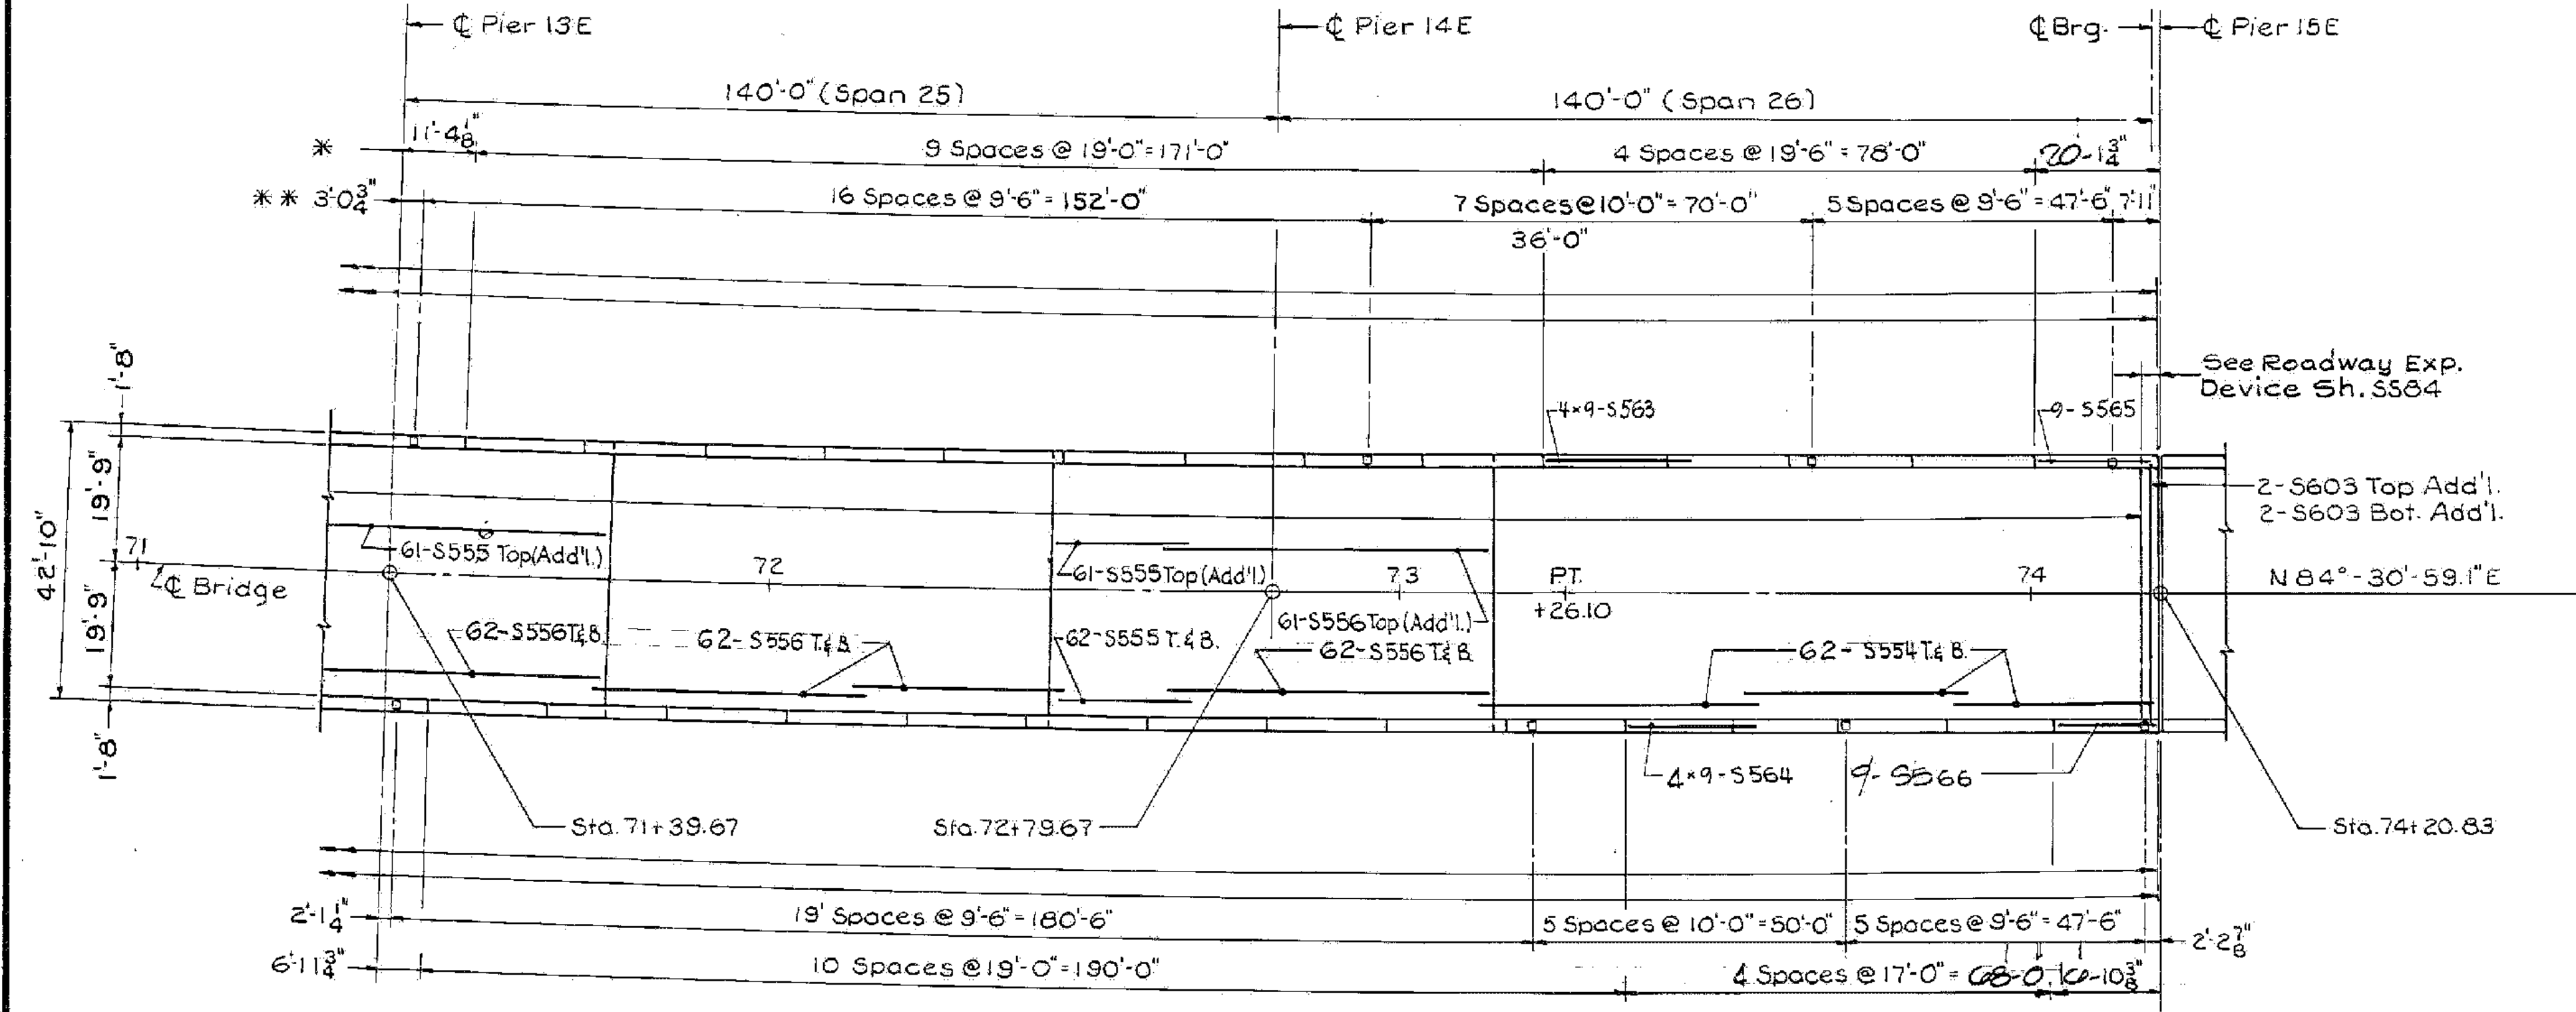 ℄ Pier 13E
℄ Pier 14E
℄ Brg.
℄ Pier 15E
140'-0" (Span 25)
140'-0" (Span 26)
*
11'-4 1/8"
9 Spaces @ 19'-0"=171'-0"
4 Spaces @ 19'-6" = 78'-0"
20-1 3/4"
** 3'-0 3/4"
16 Spaces @ 9'-6" = 152'-0"
7 Spaces @ 10'-0" = 70'-0"
5 Spaces @ 9'-6" = 47'-6"
7'-11"
36'-0"
See Roadway Exp.
Device Sh. S584
1'-8"
4×9-S563
9-S565
19'-9"
42'-10"
2-S603 Top Add'l.
2-S603 Bot. Add'l.
6
61-S555 Top (Add'l.)
71
72
61-S555 Top (Add'l.)
73
P.T.
+26.10
74
N 84°-30'-59.1" E
℄ Bridge
61-S556 Top (Add'l.)
19'-9"
62-S556 T.& B.
62-S556 T.& B.
62-S555 T. & B.
62-S556 T.& B.
62-S554 T.& B.
1'-8"
4×9-S564
9-S566
Sta. 71+39.67
Sta. 72+79.67
Sta. 74+20.83
2'-1 1/4"
19' Spaces @ 9'-6" = 180'-6"
5 Spaces @ 10'-0" = 50'-0"
5 Spaces @ 9'-6" = 47'-6"
2'-2 7/8"
6'-11 3/4"
10 Spaces @ 19'-0" = 190'-0"
4 Spaces @ 17'-0" = 68-0
16-10 3/8"